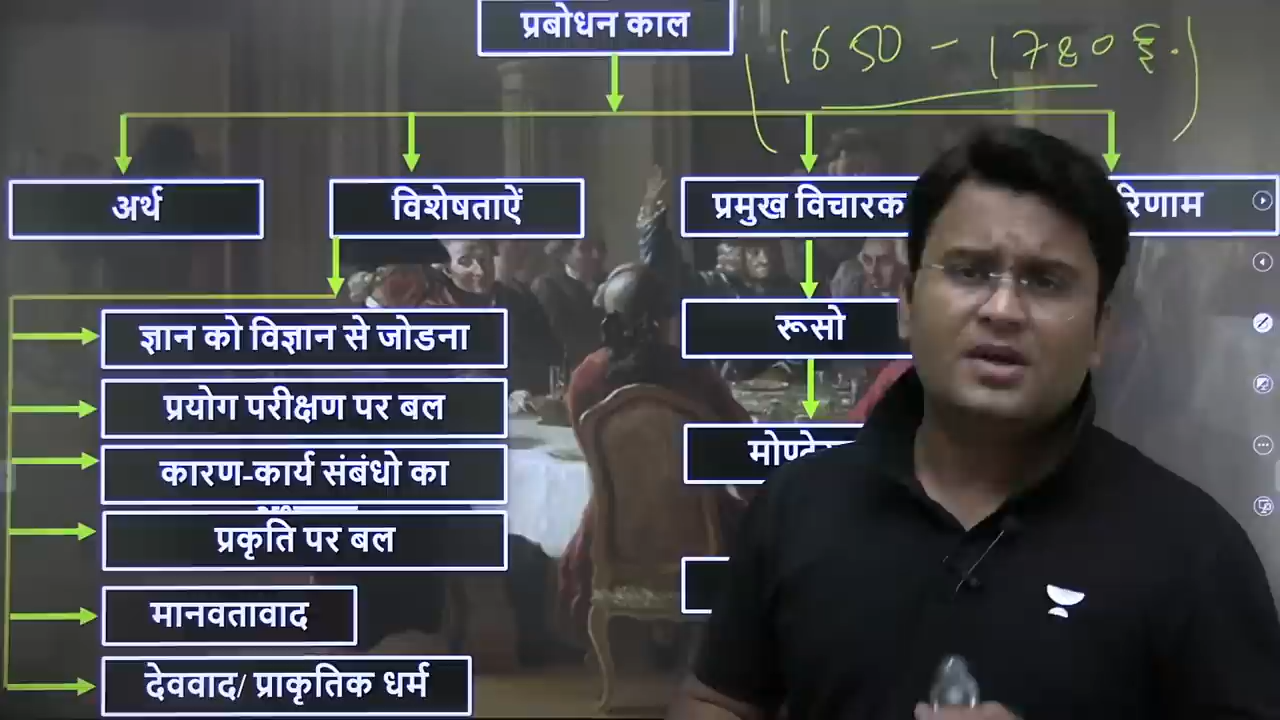 प्रबोधन काल
(1650 - 1780 ई.)
अर्थ
विशेषताऐं
प्रमुख विचारक
रिणाम
ज्ञान को विज्ञान से जोडना
प्रयोग परीक्षण पर बल
कारण-कार्य संबंधो का
प्रकृति पर बल
मानवतावाद
देववाद/ प्राकृतिक धर्म
रूसो